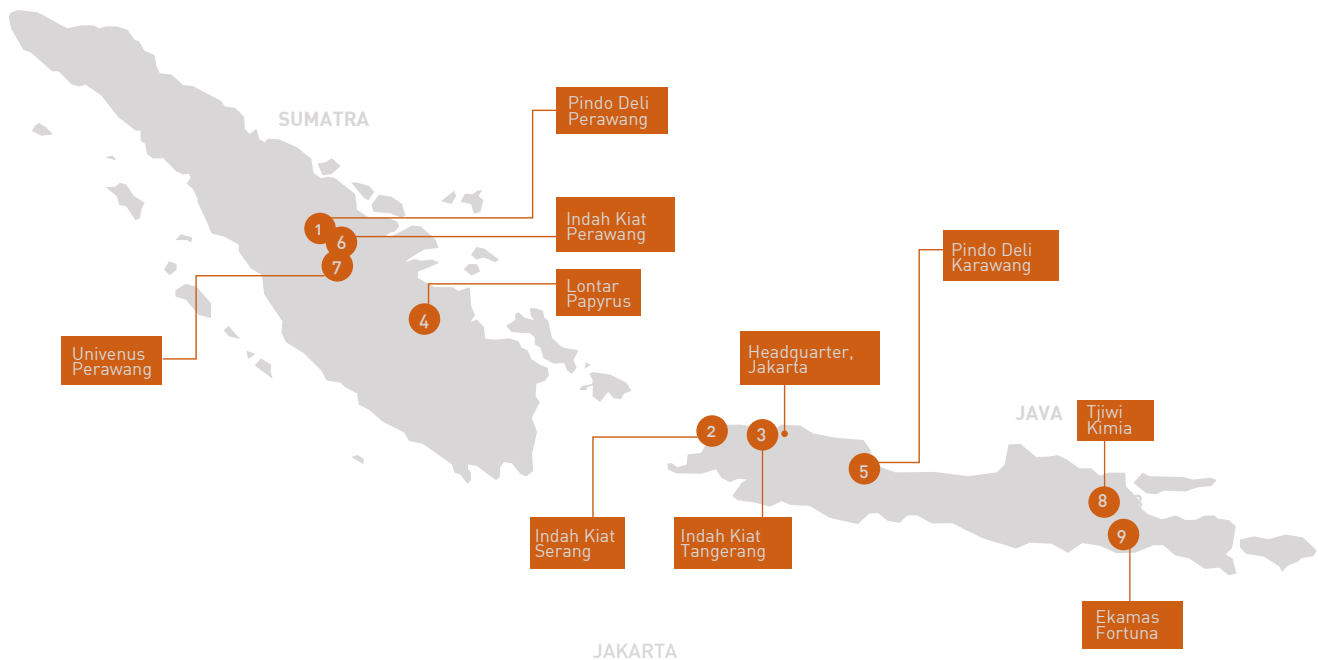 SUMATRA
Pindo Deli
Perawang
1
6
7
Indah Kiat
Perawang
Lontar
Papyrus
4
Univenus
Perawang
Pindo Deli
Karawang
Headquarter,
Jakarta
JAVA
Tjiwi
Kimia
2
3
5
8
9
Indah Kiat
Serang
Indah Kiat
Tangerang
Ekamas
Fortuna
JAKARTA